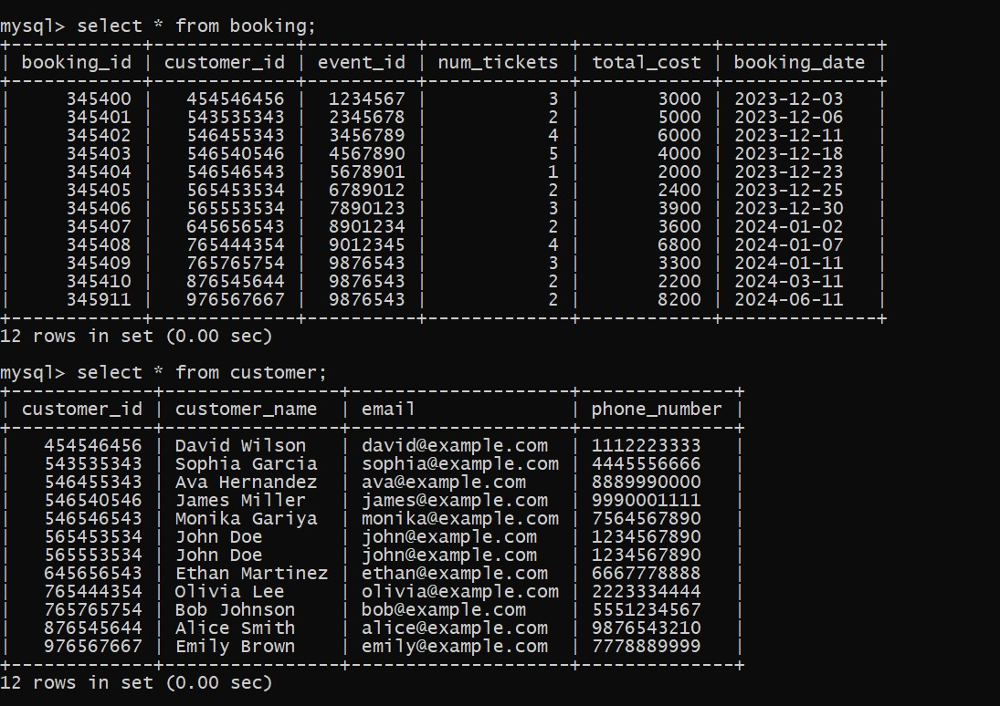 mysql> select * from booking;
+------------+-------------+----------+-------------+------------+--------------+
| booking_id | customer_id | event_id | num_tickets | total_cost | booking_date |
+------------+-------------+----------+-------------+------------+--------------+
|     345400 |   454546456 |  1234567 |           3 |       3000 | 2023-12-03   |
|     345401 |   543535343 |  2345678 |           2 |       5000 | 2023-12-06   |
|     345402 |   546455343 |  3456789 |           4 |       6000 | 2023-12-11   |
|     345403 |   546540546 |  4567890 |           5 |       4000 | 2023-12-18   |
|     345404 |   546546543 |  5678901 |           1 |       2000 | 2023-12-23   |
|     345405 |   565453534 |  6789012 |           2 |       2400 | 2023-12-25   |
|     345406 |   565553534 |  7890123 |           3 |       3900 | 2023-12-30   |
|     345407 |   645656543 |  8901234 |           2 |       3600 | 2024-01-02   |
|     345408 |   765444354 |  9012345 |           4 |       6800 | 2024-01-07   |
|     345409 |   765765754 |  9876543 |           3 |       3300 | 2024-01-11   |
|     345410 |   876545644 |  9876543 |           2 |       2200 | 2024-03-11   |
|     345911 |   976567667 |  9876543 |           2 |       8200 | 2024-06-11   |
+------------+-------------+----------+-------------+------------+--------------+
12 rows in set (0.00 sec)
mysql> select * from customer;
+-------------+----------------+--------------------+--------------+
| customer_id | customer_name  | email              | phone_number |
+-------------+----------------+--------------------+--------------+
|   454546456 | David Wilson   | david@example.com  | 1112223333   |
|   543535343 | Sophia Garcia  | sophia@example.com | 4445556666   |
|   546455343 | Ava Hernandez  | ava@example.com    | 8889990000   |
|   546540546 | James Miller   | james@example.com  | 9990001111   |
|   546546543 | Monika Gariya  | monika@example.com | 7564567890   |
|   565453534 | John Doe       | john@example.com   | 1234567890   |
|   565553534 | John Doe       | john@example.com   | 1234567890   |
|   645656543 | Ethan Martinez | ethan@example.com  | 6667778888   |
|   765444354 | Olivia Lee     | olivia@example.com | 2223334444   |
|   765765754 | Bob Johnson    | bob@example.com    | 5551234567   |
|   876545644 | Alice Smith    | alice@example.com  | 9876543210   |
|   976567667 | Emily Brown    | emily@example.com  | 7778889999   |
+-------------+----------------+--------------------+--------------+
12 rows in set (0.00 sec)